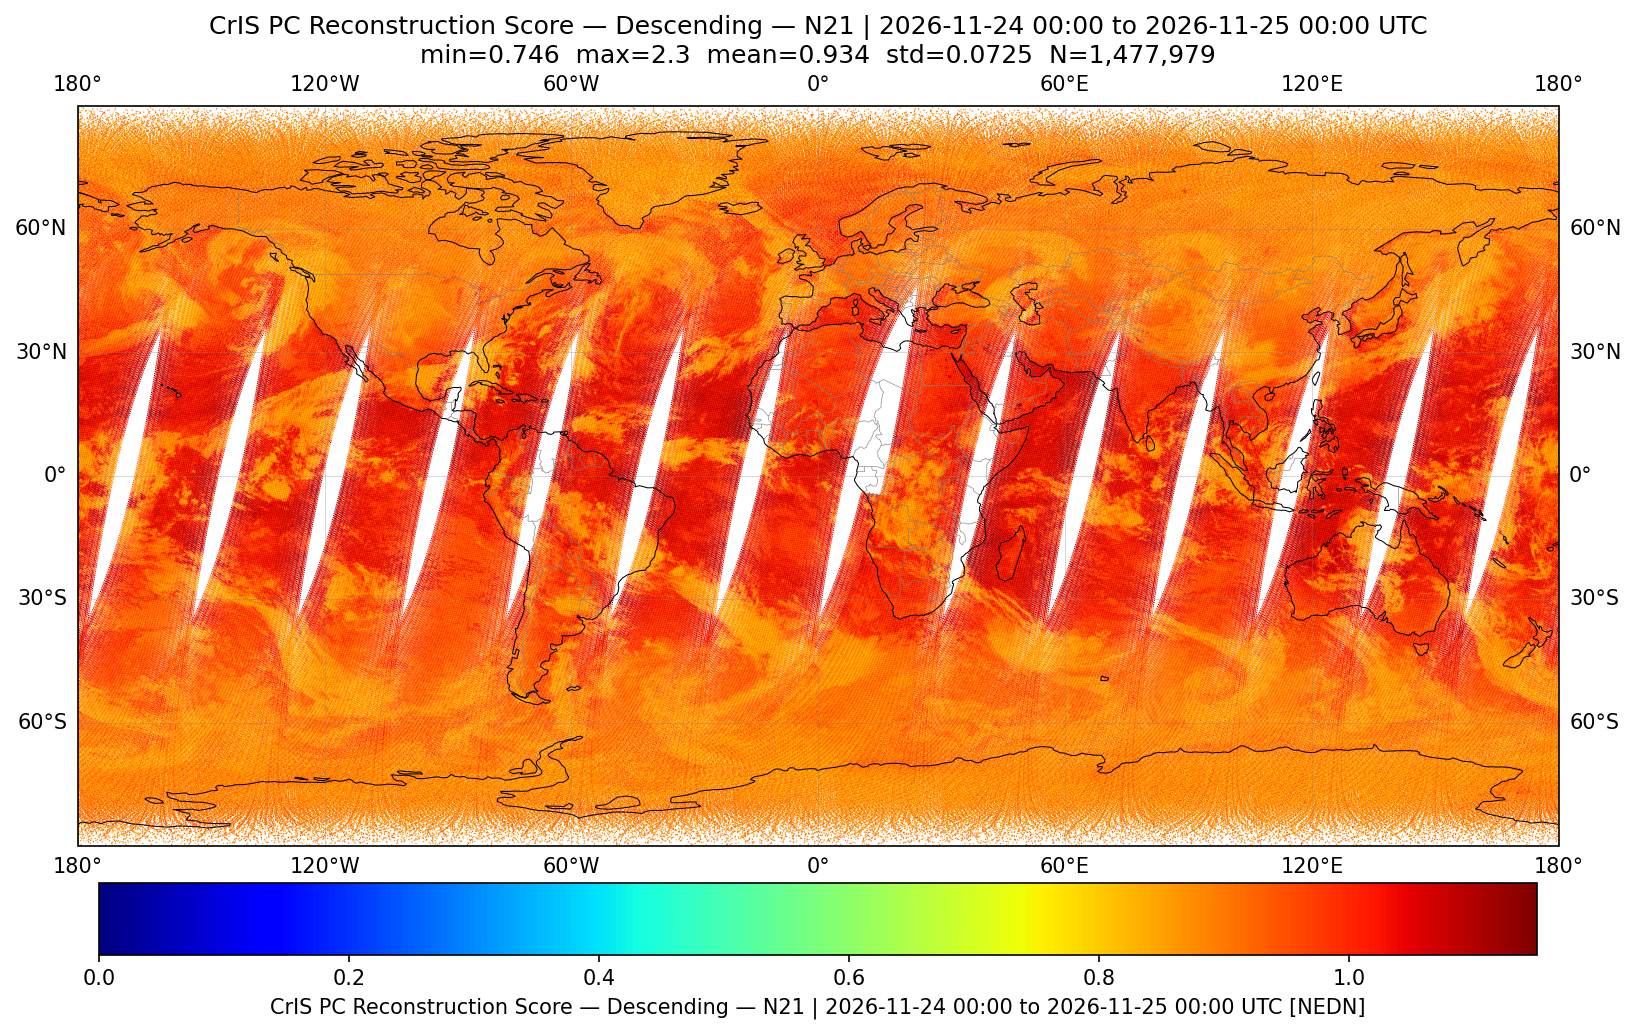 CrIS PC Reconstruction Score — Descending — N21 | 2026-11-24 00:00 to 2026-11-25 00:00 UTC
min=0.746 max=2.3 mean=0.934 std=0.0725 N=1,477,979
180° 120°W 60°W 0° 60°E 120°E 180°
60°N 60°N
30°N 30°N
0° 0°
30°S 30°S
60°S 60°S
180° 120°W 60°W 0° 60°E 120°E 180°
0.0 0.2 0.4 0.6 0.8 1.0
CrIS PC Reconstruction Score — Descending — N21 | 2026-11-24 00:00 to 2026-11-25 00:00 UTC [NEDN]